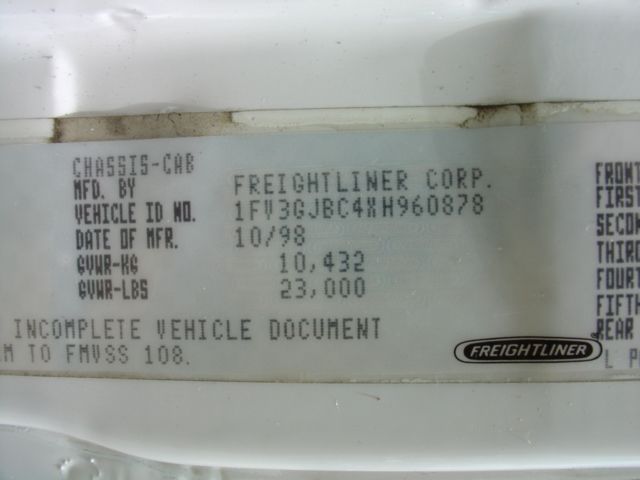 CHASSIS-CAB
MFD. BY FREIGHTLINER CORP.
VEHICLE ID NO. 1FV3GJBC4XH960878
DATE OF MFR. 10/98
GVWR-KG 10,432
GVWR-LBS 23,000
INCOMPLETE VEHICLE DOCUMENT
TO FMVSS 108.
FREIGHTLINER
FRONT
FIRST
SECON
THIRD
FOURT
FIFTH
REAR
L P